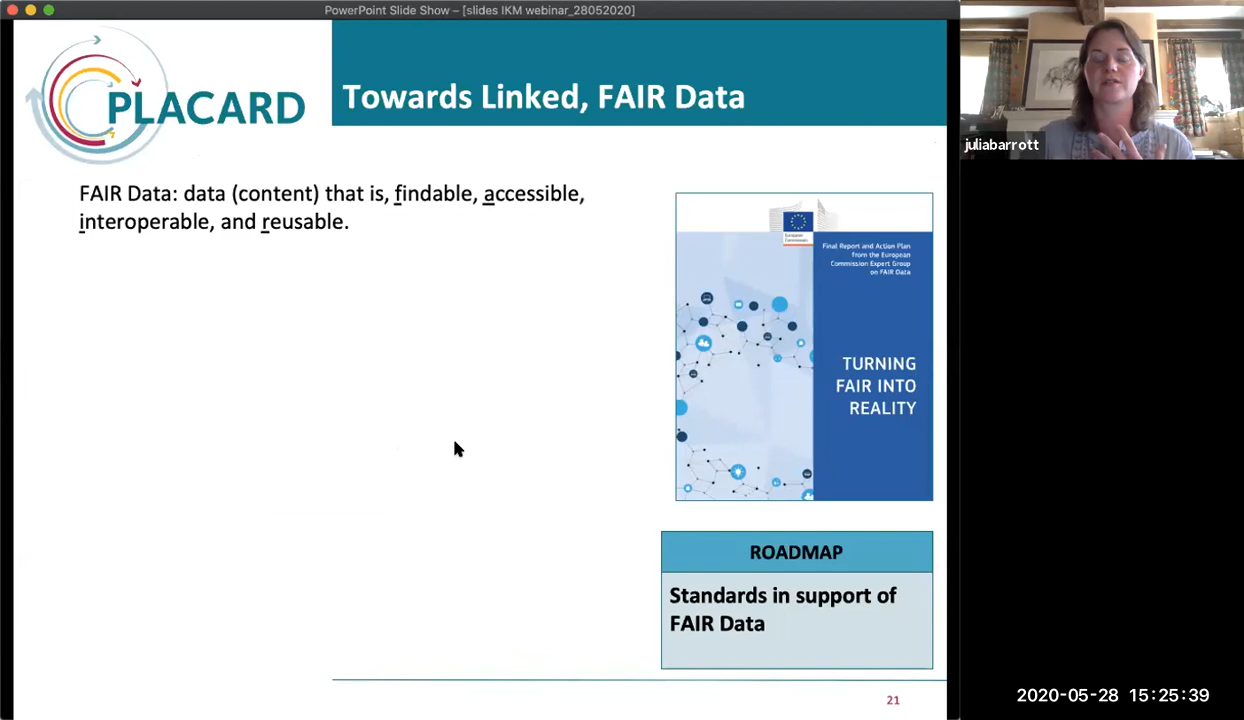 PowerPoint Slide Show – [slides IKM webinar_28052020]
PLACARD
Towards Linked, FAIR Data
juliabarrott
FAIR Data: data (content) that is, findable, accessible,
interoperable, and reusable.
European
Commission
Final Report and Action Plan
from the European
Commission Expert Group
on FAIR Data
TURNING
FAIR INTO
REALITY
ROADMAP
Standards in support of
FAIR Data
21
2020-05-28 15:25:39